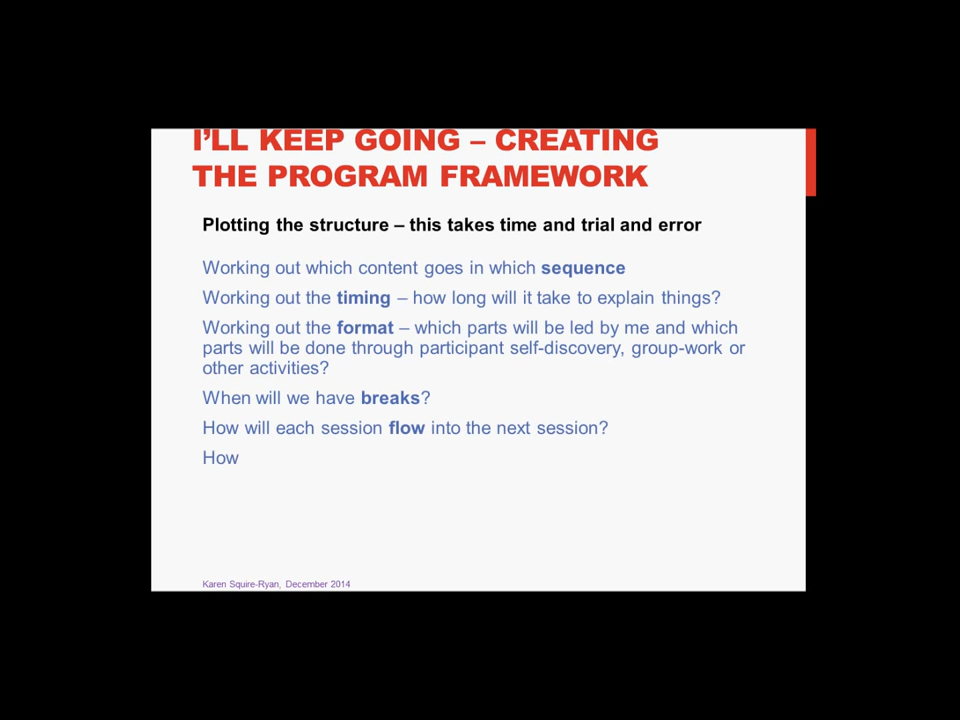 I’LL KEEP GOING – CREATING
THE PROGRAM FRAMEWORK
Plotting the structure – this takes time and trial and error
Working out which content goes in which sequence
Working out the timing – how long will it take to explain things?
Working out the format – which parts will be led by me and which
parts will be done through participant self-discovery, group-work or
other activities?
When will we have breaks?
How will each session flow into the next session?
How
Karen Squire-Ryan, December 2014